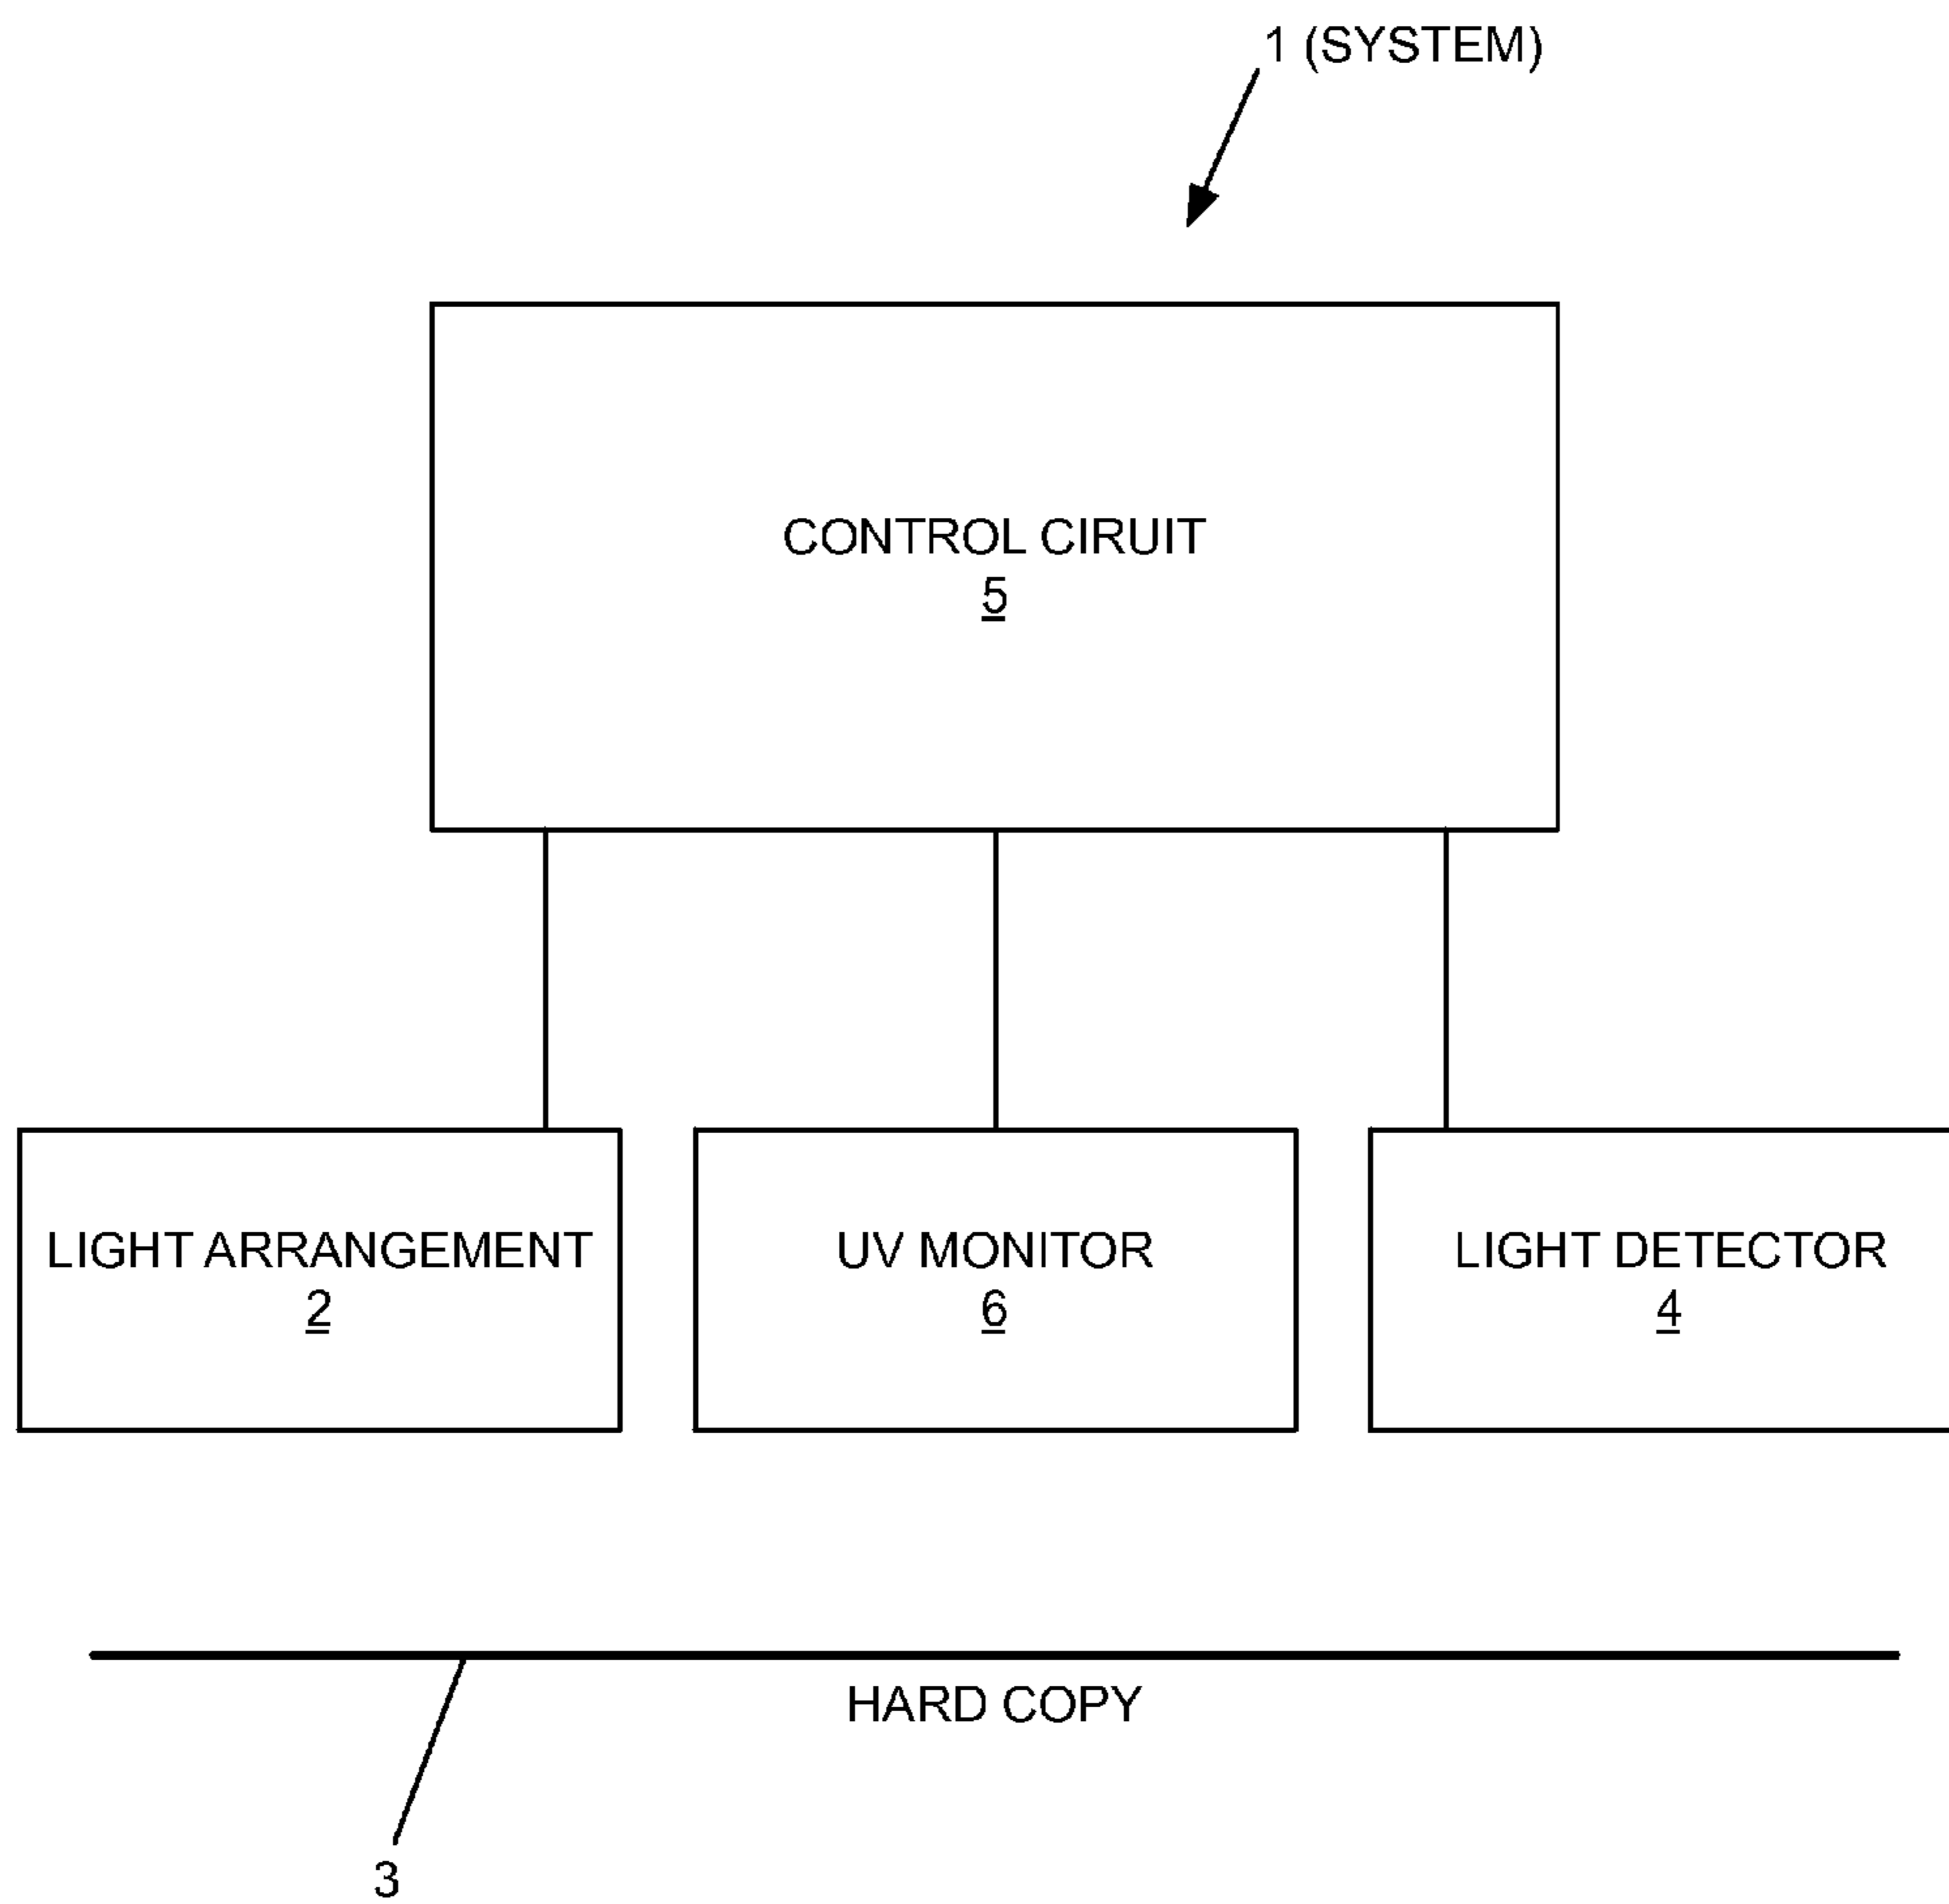 1 (SYSTEM)
CONTROL CIRUIT
5
LIGHT ARRANGEMENT
2
UV MONITOR
6
LIGHT DETECTOR
4
HARD COPY
3